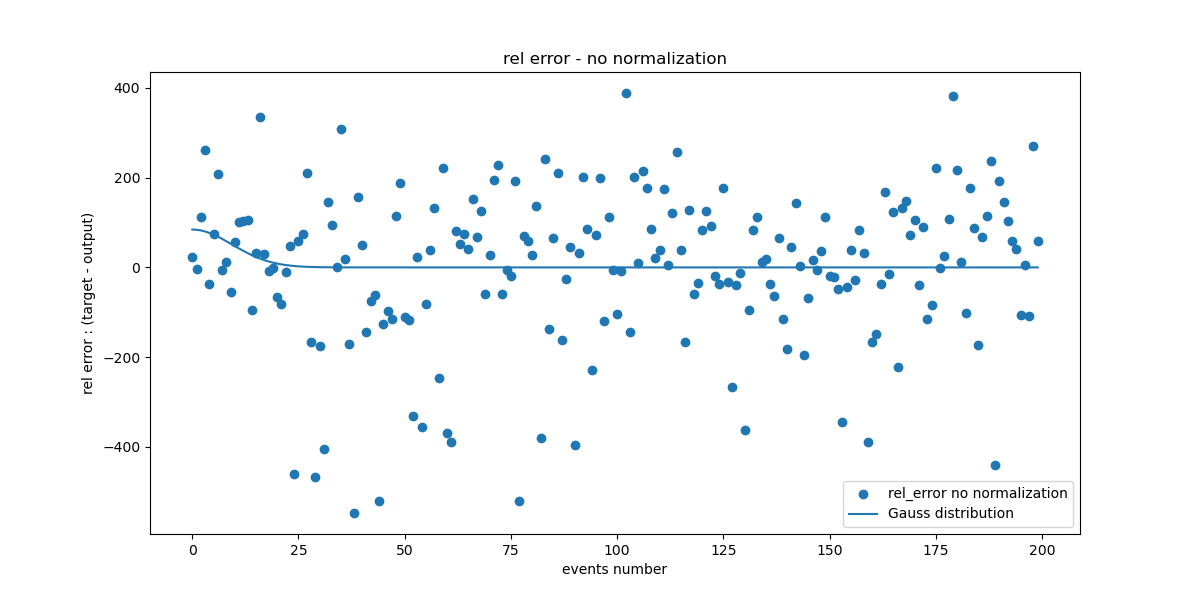 rel error - no normalization
rel error : (target - output)
400
200
0
−200
−400
0 25 50 75 100 125 150 175 200
events number
rel_error no normalization
Gauss distribution